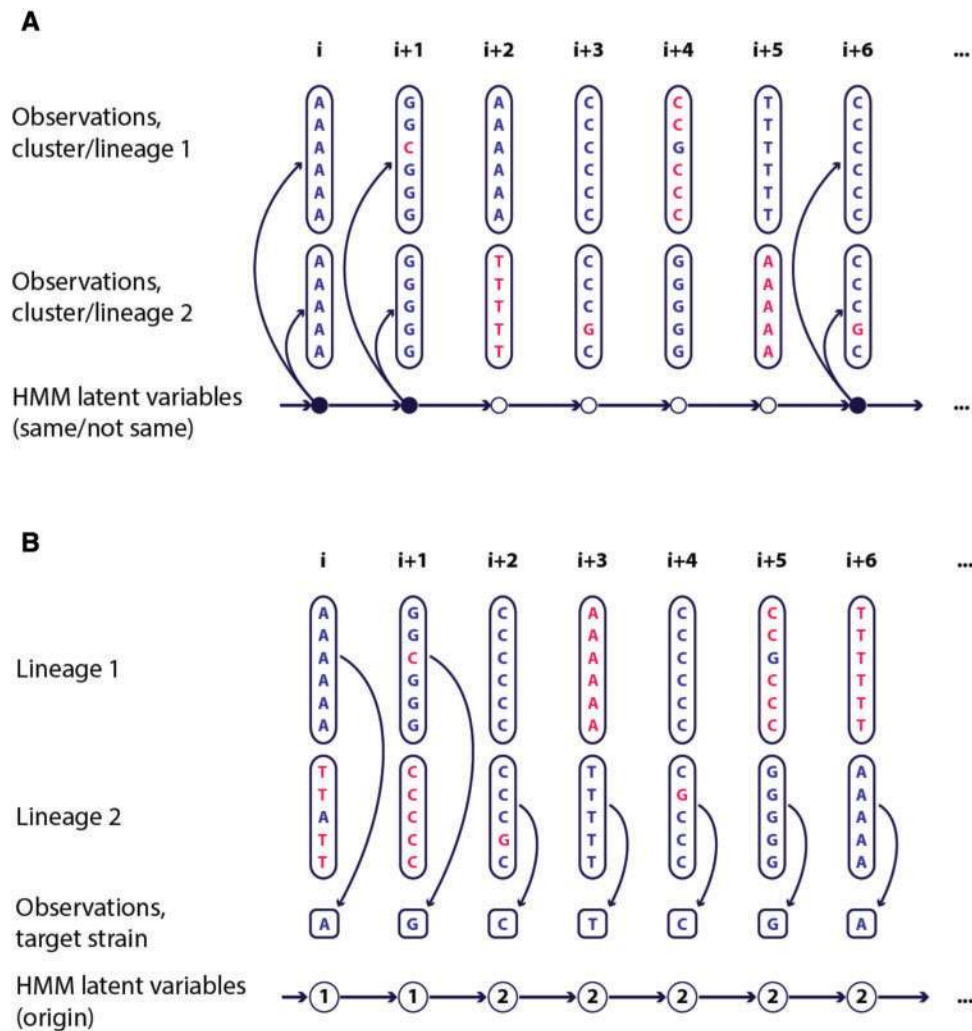 A
i i+1 i+2 i+3 i+4 i+5 i+6 ...
Observations,
cluster/lineage 1
A G A C C T C
A G A C C T C
A C A C G T C
A G A C C T C
A G A C C T C
A G A C C T C
Observations,
cluster/lineage 2
A G T C G A C
A G T C G A C
A G T C G A C
A G T G G A G
A G T C G A C
HMM latent variables
(same/not same)
...
B
i i+1 i+2 i+3 i+4 i+5 i+6 ...
Lineage 1
A G C A C C T
A G C A C C T
A C C A C G T
A G C A C C T
A G C A C C T
A G C A C C T
Lineage 2
T C C T C G A
T C C T G G A
A C C T C G A
T C G T C G A
T C C T C G A
Observations,
target strain
A G C T C G A
HMM latent variables
(origin)
1 1 2 2 2 2 2 ...